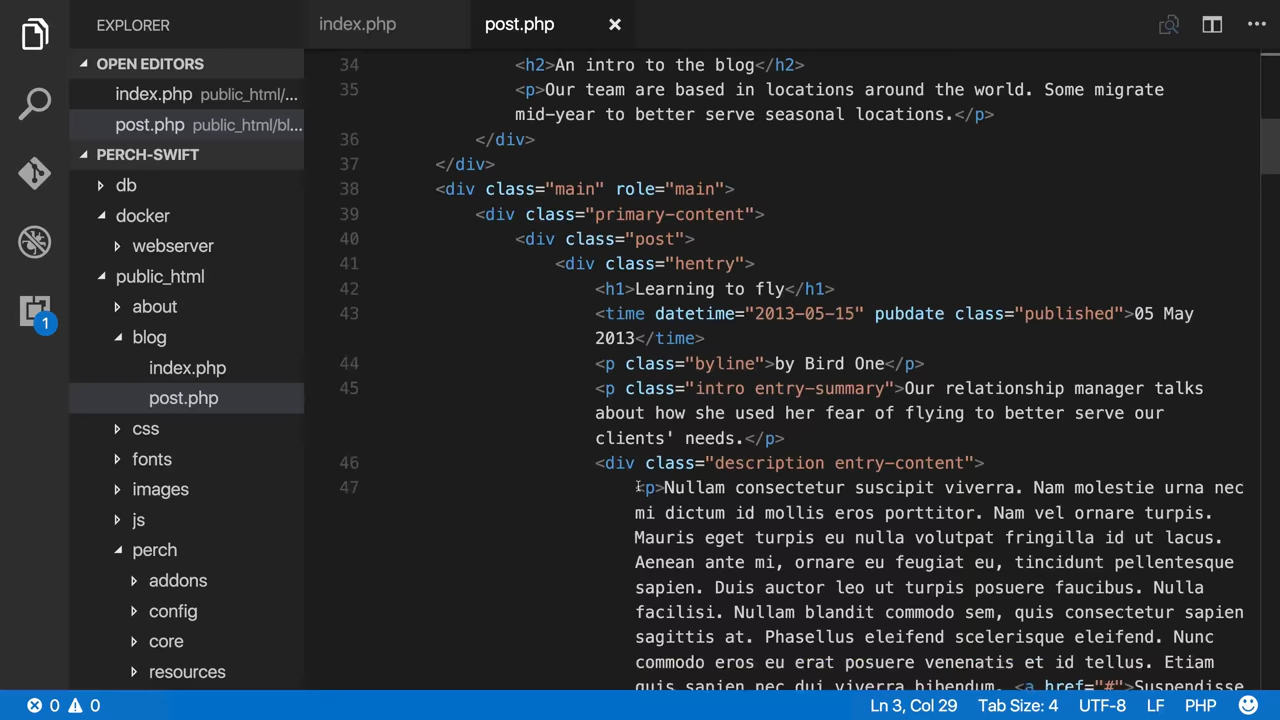 EXPLORER
OPEN EDITORS
index.php public_html/...
post.php public_html/bl...
PERCH-SWIFT
db
docker
webserver
public_html
about
blog
index.php
post.php
css
fonts
images
js
perch
addons
config
core
resources
1
index.php
post.php
34 <h2>An intro to the blog</h2>
35 <p>Our team are based in locations around the world. Some migrate
mid-year to better serve seasonal locations.</p>
36 </div>
37 </div>
38 <div class="main" role="main">
39 <div class="primary-content">
40 <div class="post">
41 <div class="hentry">
42 <h1>Learning to fly</h1>
43 <time datetime="2013-05-15" pubdate class="published">05 May
2013</time>
44 <p class="byline">by Bird One</p>
45 <p class="intro entry-summary">Our relationship manager talks
about how she used her fear of flying to better serve our
clients' needs.</p>
46 <div class="description entry-content">
47 <p>Nullam consectetur suscipit viverra. Nam molestie urna nec
mi dictum id mollis eros porttitor. Nam vel ornare turpis.
Mauris eget turpis eu nulla volutpat fringilla id ut lacus.
Aenean ante mi, ornare eu feugiat eu, tincidunt pellentesque
sapien. Duis auctor leo ut turpis posuere faucibus. Nulla
facilisi. Nullam blandit commodo sem, quis consectetur sapien
sagittis at. Phasellus eleifend scelerisque eleifend. Nunc
commodo eros eu erat posuere venenatis et id tellus. Etiam
quis sapien nec dui viverra bibendum. <a href="#">Suspendisse
0 0
Ln 3, Col 29 Tab Size: 4 UTF-8 LF PHP